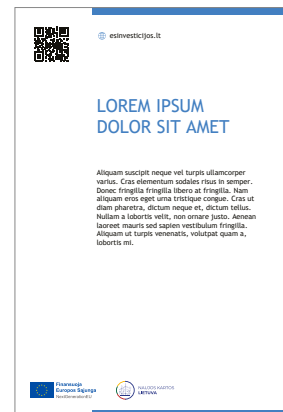 esinvesticijos.lt
LOREM IPSUM
DOLOR SIT AMET
Aliquam suscipit neque vel turpis ullamcorper
varius. Cras elementum sodales risus in semper.
Donec fringilla fringilla libero at fringilla. Nam
aliquam eros eget urna tristique congue. Cras ut
diam pharetra, dictum neque et, dictum tellus.
Nullam a lobortis velit, non ornare justo. Aenean
laoreet mauris sed sapien vestibulum fringilla.
Aliquam ut turpis venenatis, volutpat quam a,
lobortis mi.
Finansuoja
Europos Sąjunga
NextGenerationEU
NAUJOS KARTOS
LIETUVA